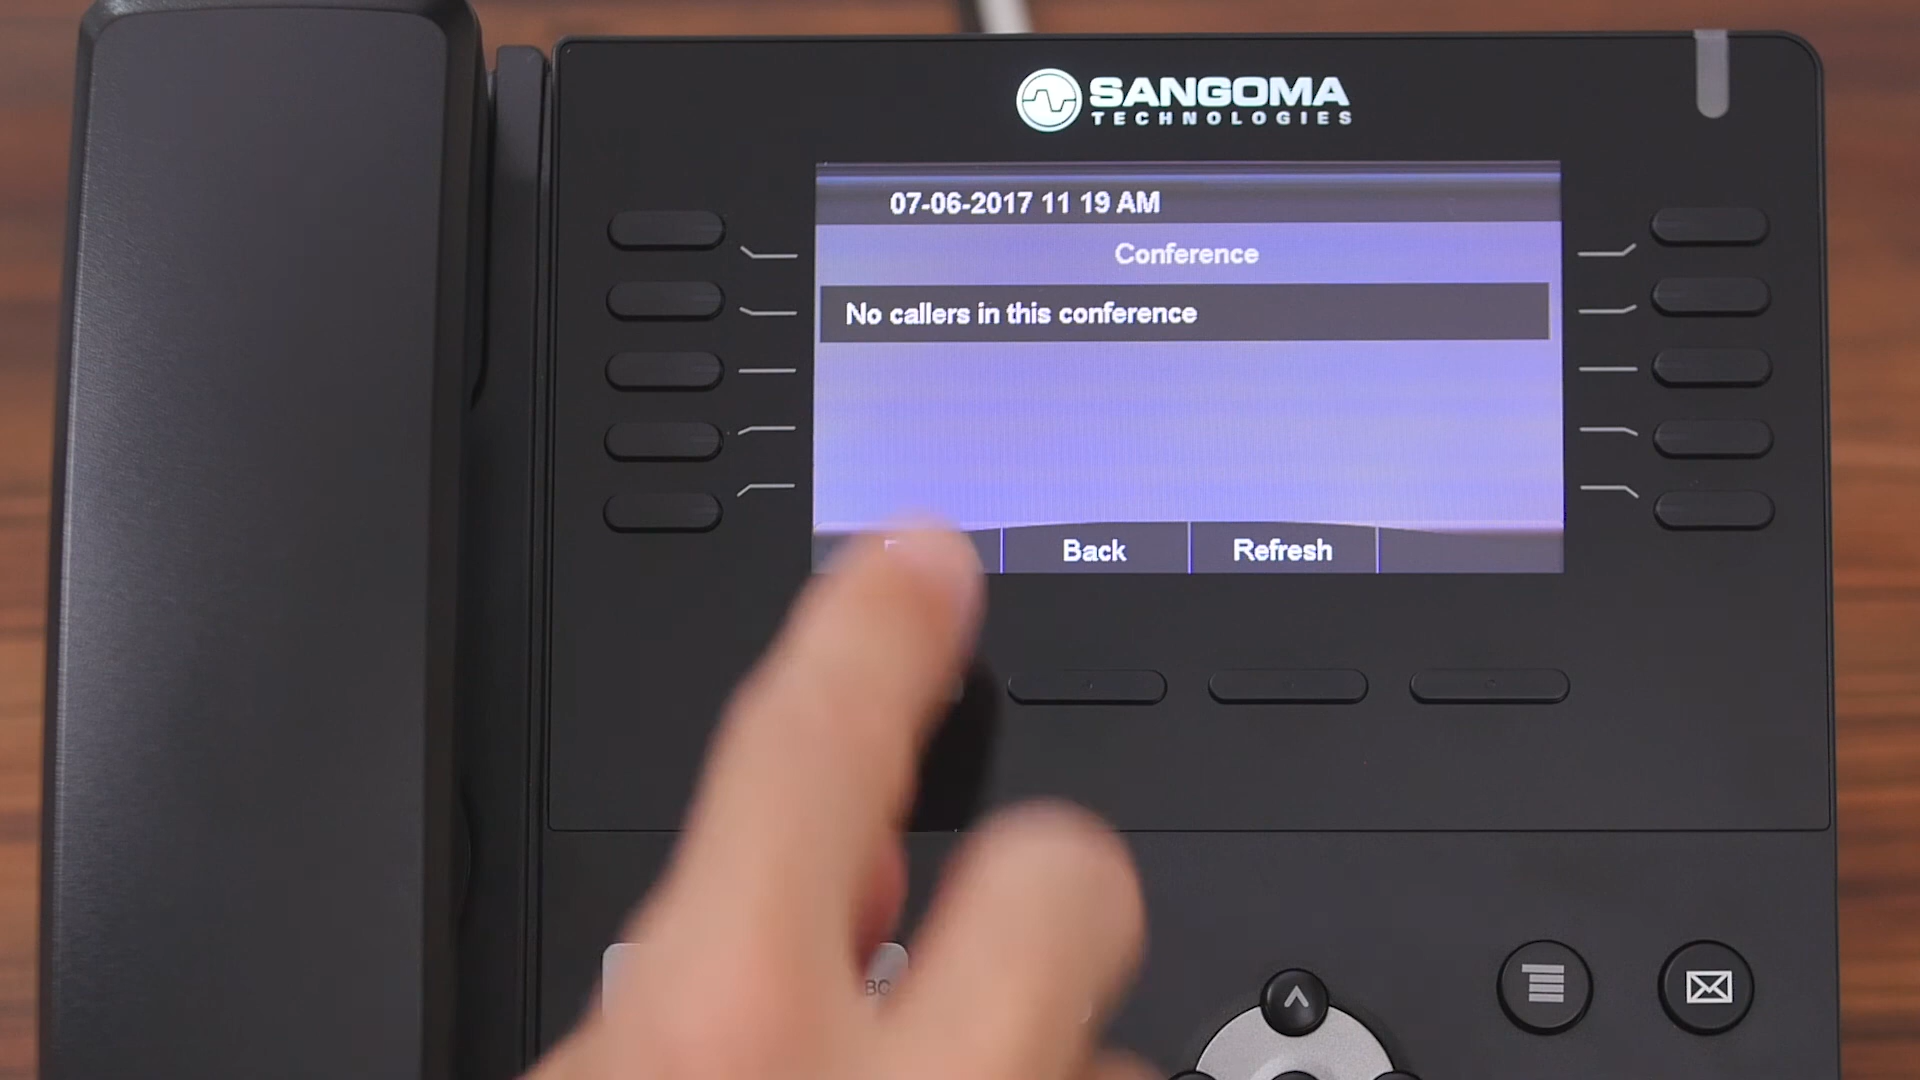 SANGOMA
TECHNOLOGIES
07-06-2017 11 19 AM
Conference
No callers in this conference
Back Refresh